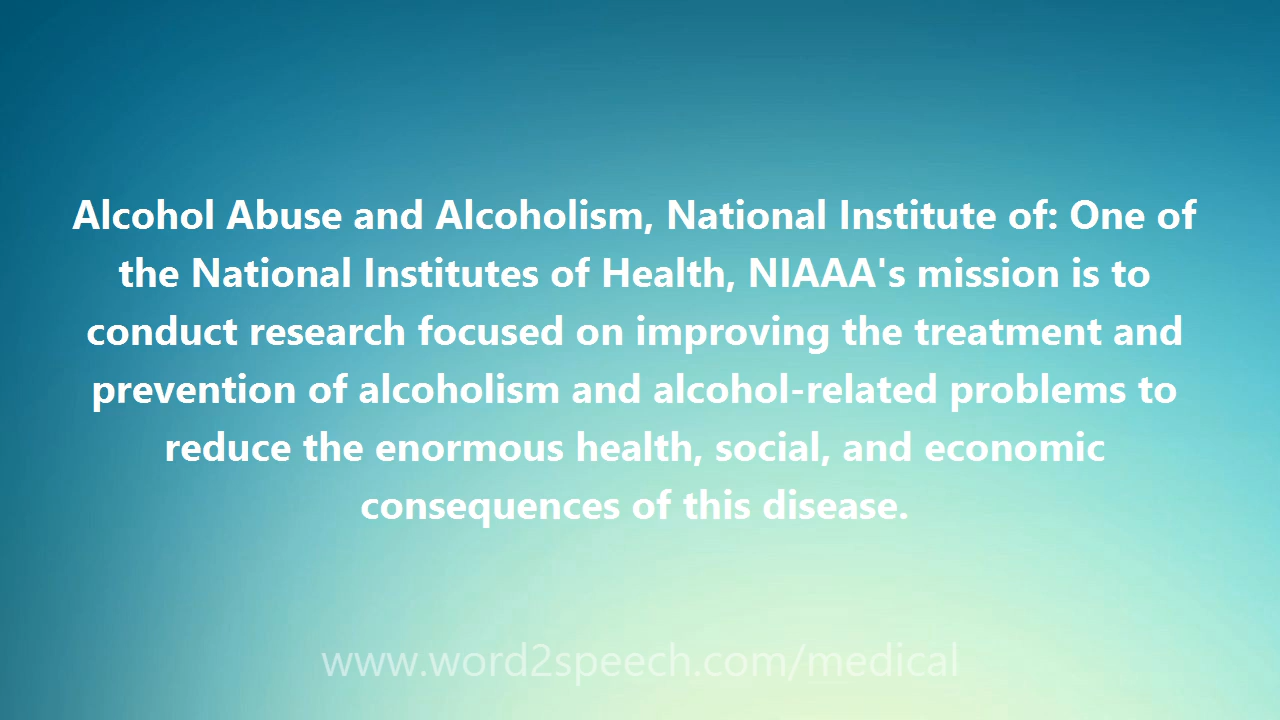 Alcohol Abuse and Alcoholism, National Institute of: One of
the National Institutes of Health, NIAAA's mission is to
conduct research focused on improving the treatment and
prevention of alcoholism and alcohol-related problems to
reduce the enormous health, social, and economic
consequences of this disease.
www.word2speech.com/medical